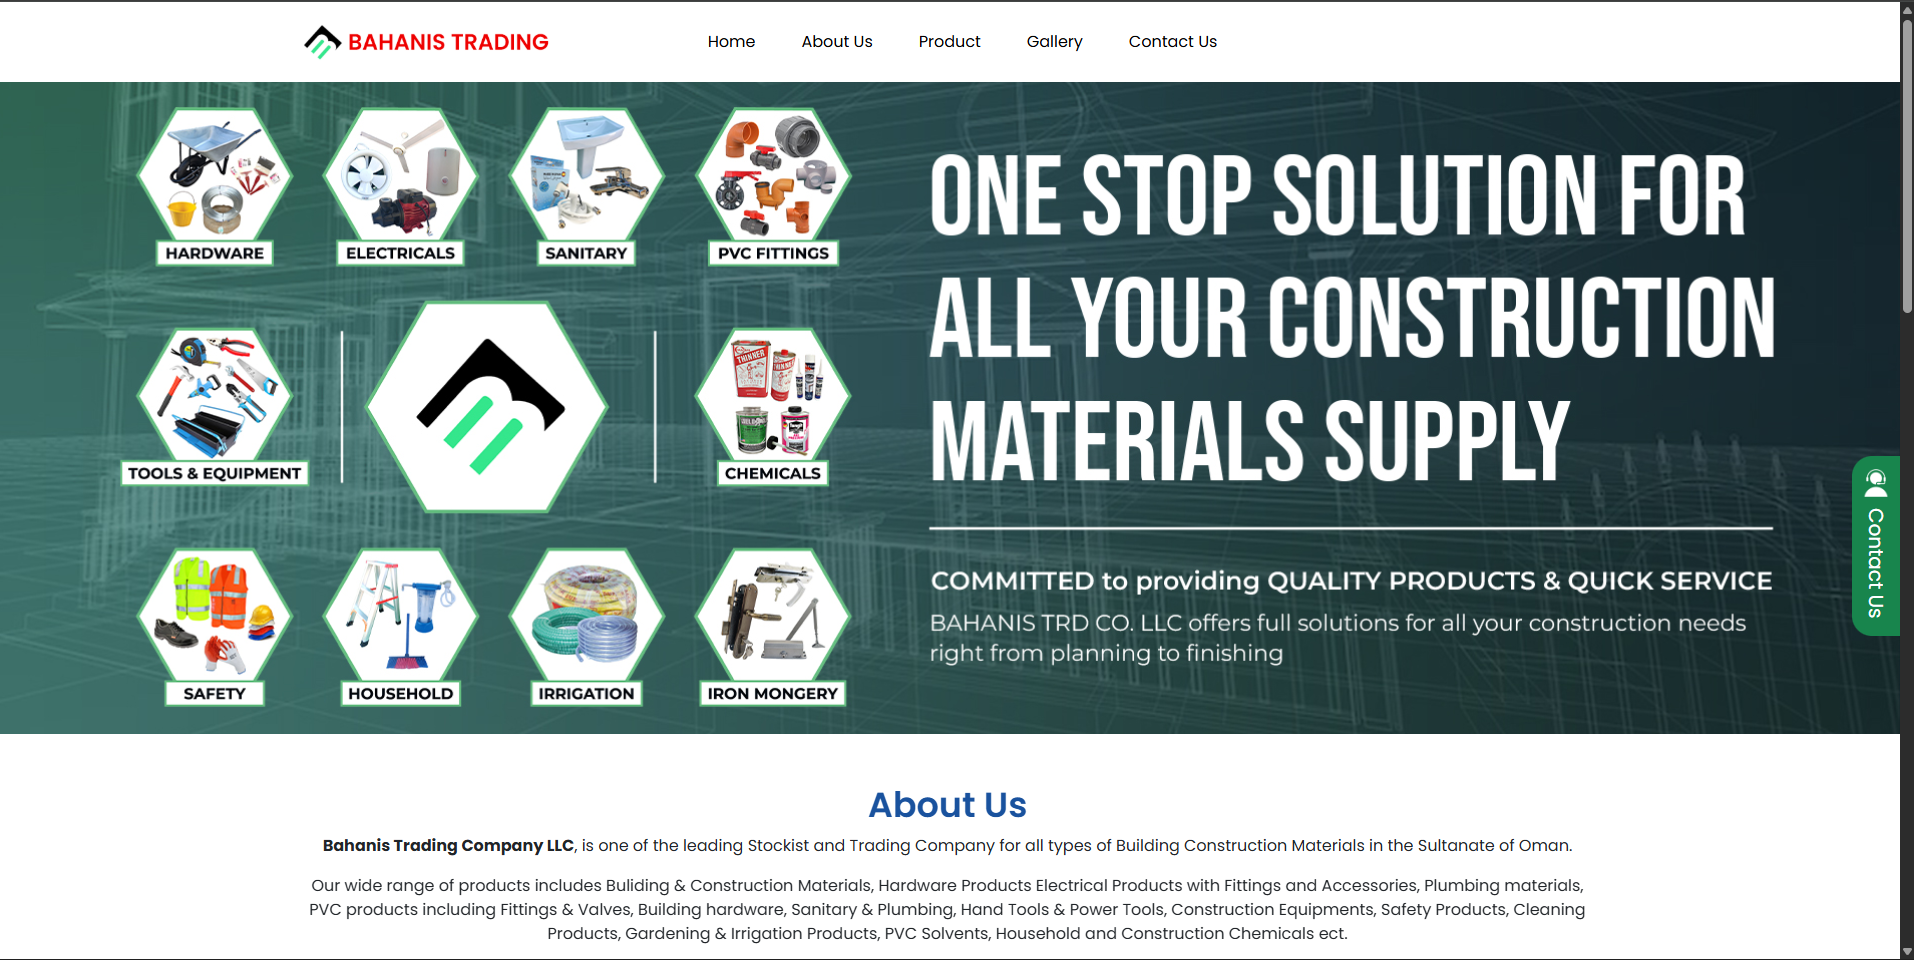 BAHANIS TRADING
Home
About Us
Product
Gallery
Contact Us
HARDWARE
ELECTRICALS
SANITARY
PVC FITTINGS
TOOLS & EQUIPMENT
THINNER
THINNER
CHEMICALS
SAFETY
HOUSEHOLD
IRRIGATION
IRON MONGERY
ONE STOP SOLUTION FOR
ALL YOUR CONSTRUCTION
MATERIALS SUPPLY
COMMITTED to providing QUALITY PRODUCTS & QUICK SERVICE
BAHANIS TRD CO. LLC offers full solutions for all your construction needs
right from planning to finishing
Contact Us
About Us
Bahanis Trading Company LLC, is one of the leading Stockist and Trading Company for all types of Building Construction Materials in the Sultanate of Oman.
Our wide range of products includes Buliding & Construction Materials, Hardware Products Electrical Products with Fittings and Accessories, Plumbing materials,
PVC products including Fittings & Valves, Building hardware, Sanitary & Plumbing, Hand Tools & Power Tools, Construction Equipments, Safety Products, Cleaning
Products, Gardening & Irrigation Products, PVC Solvents, Household and Construction Chemicals ect.